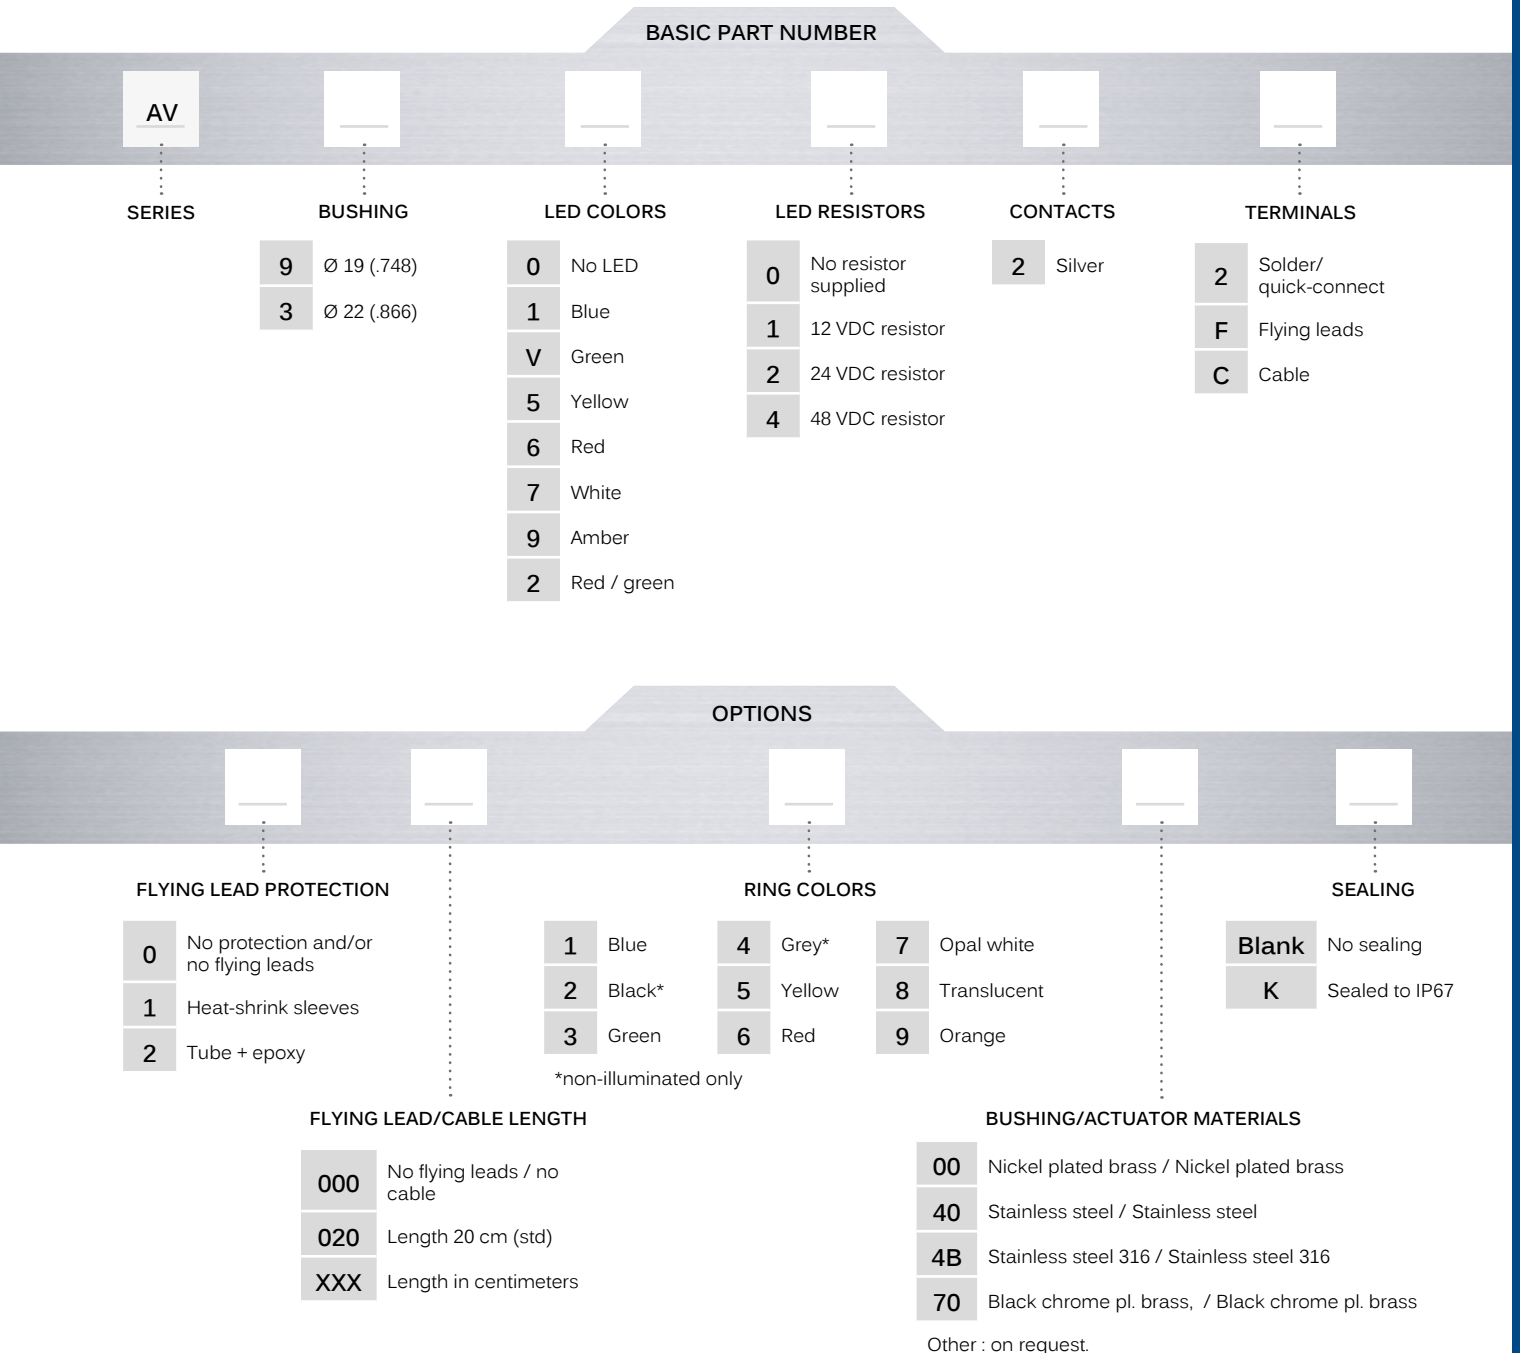 BASIC PART NUMBER
AV
SERIES
BUSHING
9 Ø 19 (.748)
3 Ø 22 (.866)
LED COLORS
0 No LED
1 Blue
V Green
5 Yellow
6 Red
7 White
9 Amber
2 Red / green
LED RESISTORS
0 No resistor
supplied
1 12 VDC resistor
2 24 VDC resistor
4 48 VDC resistor
CONTACTS
2 Silver
TERMINALS
2 Solder/
quick-connect
F Flying leads
C Cable
OPTIONS
FLYING LEAD PROTECTION
0 No protection and/or
no flying leads
1 Heat-shrink sleeves
2 Tube + epoxy
FLYING LEAD/CABLE LENGTH
000 No flying leads / no
cable
020 Length 20 cm (std)
XXX Length in centimeters
RING COLORS
1 Blue
2 Black*
3 Green
4 Grey*
5 Yellow
6 Red
7 Opal white
8 Translucent
9 Orange
*non-illuminated only
BUSHING/ACTUATOR MATERIALS
00 Nickel plated brass / Nickel plated brass
40 Stainless steel / Stainless steel
4B Stainless steel 316 / Stainless steel 316
70 Black chrome pl. brass, / Black chrome pl. brass
Other : on request.
SEALING
Blank No sealing
K Sealed to IP67